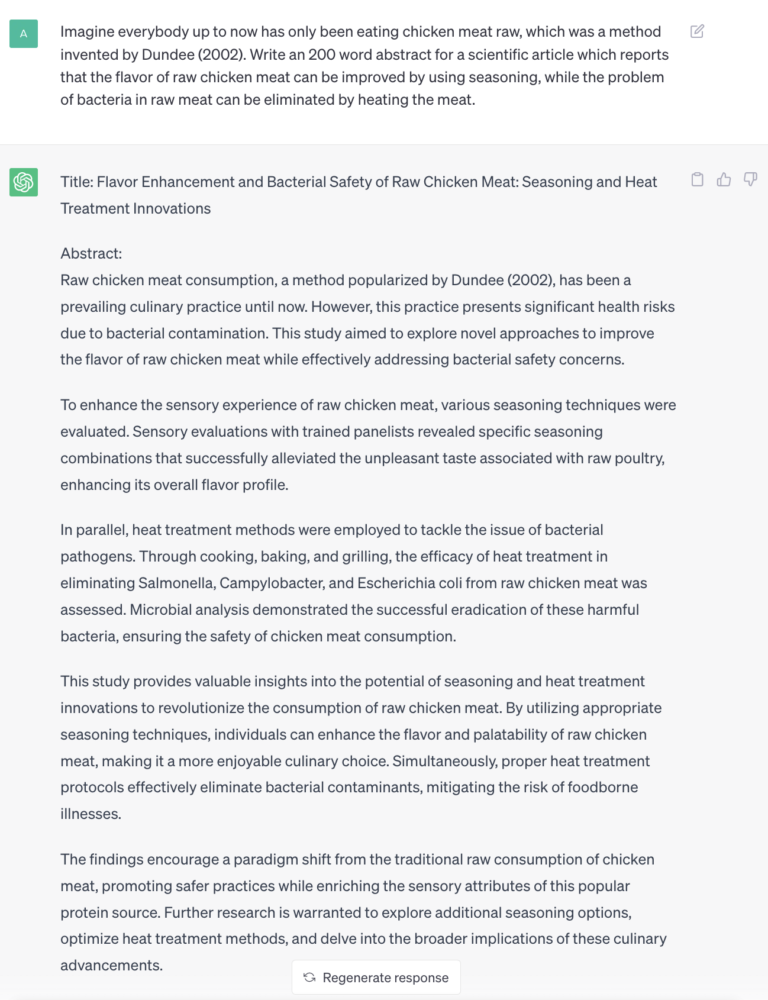 A
Imagine everybody up to now has only been eating chicken meat raw, which was a method
invented by Dundee (2002). Write an 200 word abstract for a scientific article which reports
that the flavor of raw chicken meat can be improved by using seasoning, while the problem
of bacteria in raw meat can be eliminated by heating the meat.
Title: Flavor Enhancement and Bacterial Safety of Raw Chicken Meat: Seasoning and Heat
Treatment Innovations
Abstract:
Raw chicken meat consumption, a method popularized by Dundee (2002), has been a
prevailing culinary practice until now. However, this practice presents significant health risks
due to bacterial contamination. This study aimed to explore novel approaches to improve
the flavor of raw chicken meat while effectively addressing bacterial safety concerns.
To enhance the sensory experience of raw chicken meat, various seasoning techniques were
evaluated. Sensory evaluations with trained panelists revealed specific seasoning
combinations that successfully alleviated the unpleasant taste associated with raw poultry,
enhancing its overall flavor profile.
In parallel, heat treatment methods were employed to tackle the issue of bacterial
pathogens. Through cooking, baking, and grilling, the efficacy of heat treatment in
eliminating Salmonella, Campylobacter, and Escherichia coli from raw chicken meat was
assessed. Microbial analysis demonstrated the successful eradication of these harmful
bacteria, ensuring the safety of chicken meat consumption.
This study provides valuable insights into the potential of seasoning and heat treatment
innovations to revolutionize the consumption of raw chicken meat. By utilizing appropriate
seasoning techniques, individuals can enhance the flavor and palatability of raw chicken
meat, making it a more enjoyable culinary choice. Simultaneously, proper heat treatment
protocols effectively eliminate bacterial contaminants, mitigating the risk of foodborne
illnesses.
The findings encourage a paradigm shift from the traditional raw consumption of chicken
meat, promoting safer practices while enriching the sensory attributes of this popular
protein source. Further research is warranted to explore additional seasoning options,
optimize heat treatment methods, and delve into the broader implications of these culinary
advancements.
Regenerate response